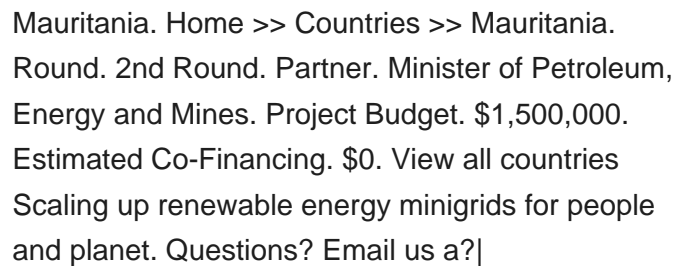 Mauritania. Home >> Countries >> Mauritania.
Round. 2nd Round. Partner. Minister of Petroleum,
Energy and Mines. Project Budget. $1,500,000.
Estimated Co-Financing. $0. View all countries
Scaling up renewable energy minigrids for people
and planet. Questions? Email us a?|